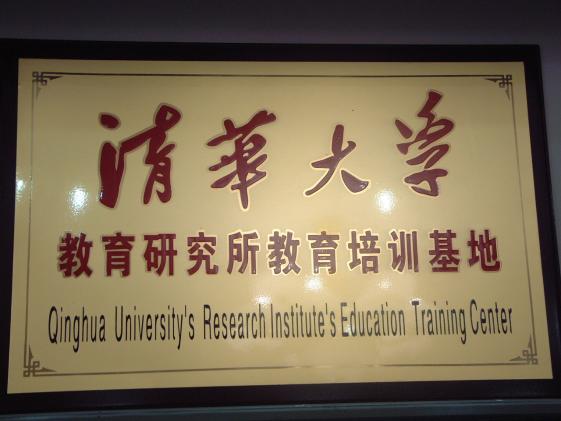 清華大学
教育研究所教育培训基地
Qinghua University's Research Institute's Education Training Center